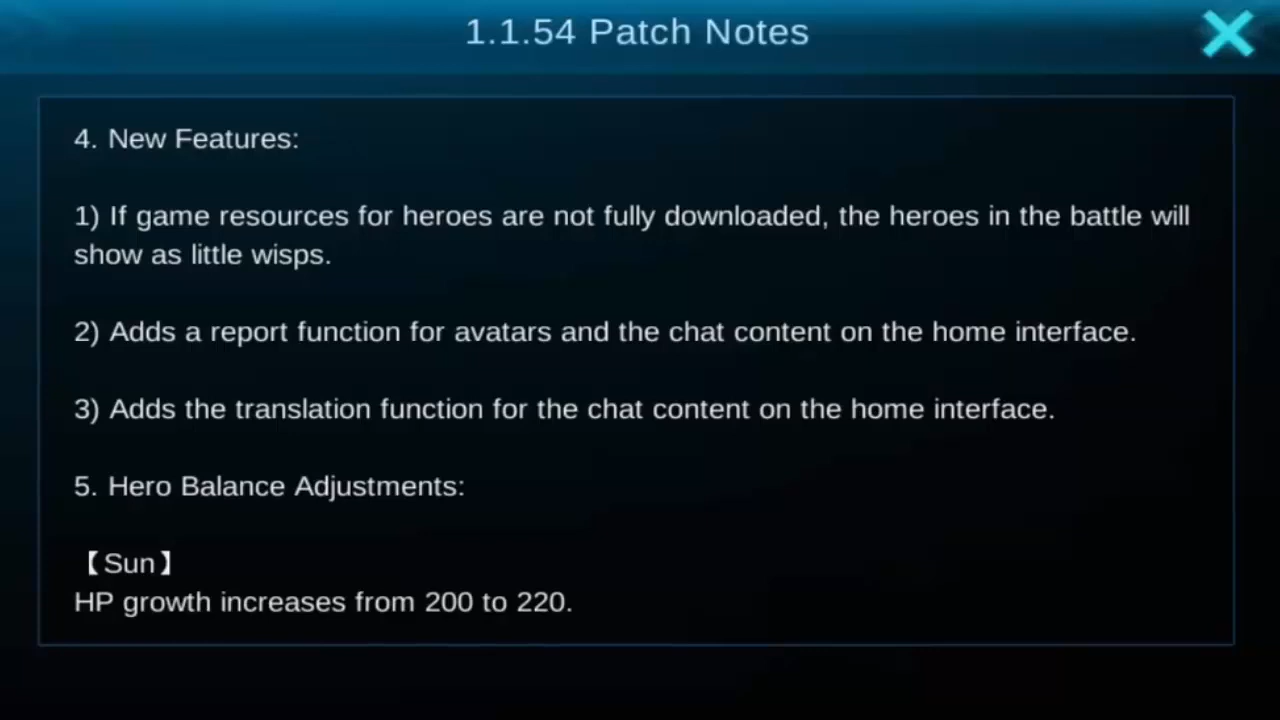 1.1.54 Patch Notes
4. New Features:
1) If game resources for heroes are not fully downloaded, the heroes in the battle will
show as little wisps.
2) Adds a report function for avatars and the chat content on the home interface.
3) Adds the translation function for the chat content on the home interface.
5. Hero Balance Adjustments:
【Sun】
HP growth increases from 200 to 220.